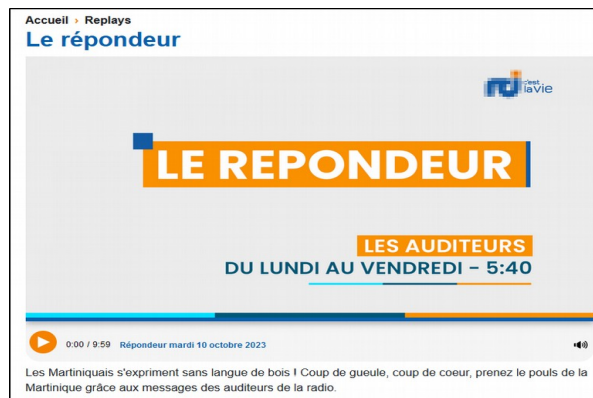 Accueil › Replays
Le répondeur
c'est
la vie
LE REPONDEUR
LES AUDITEURS
DU LUNDI AU VENDREDI - 5:40
0:00 / 9:59 Répondeur mardi 10 octobre 2023
Les Martiniquais s'expriment sans langue de bois ! Coup de gueule, coup de coeur, prenez le pouls de la
Martinique grâce aux messages des auditeurs de la radio.